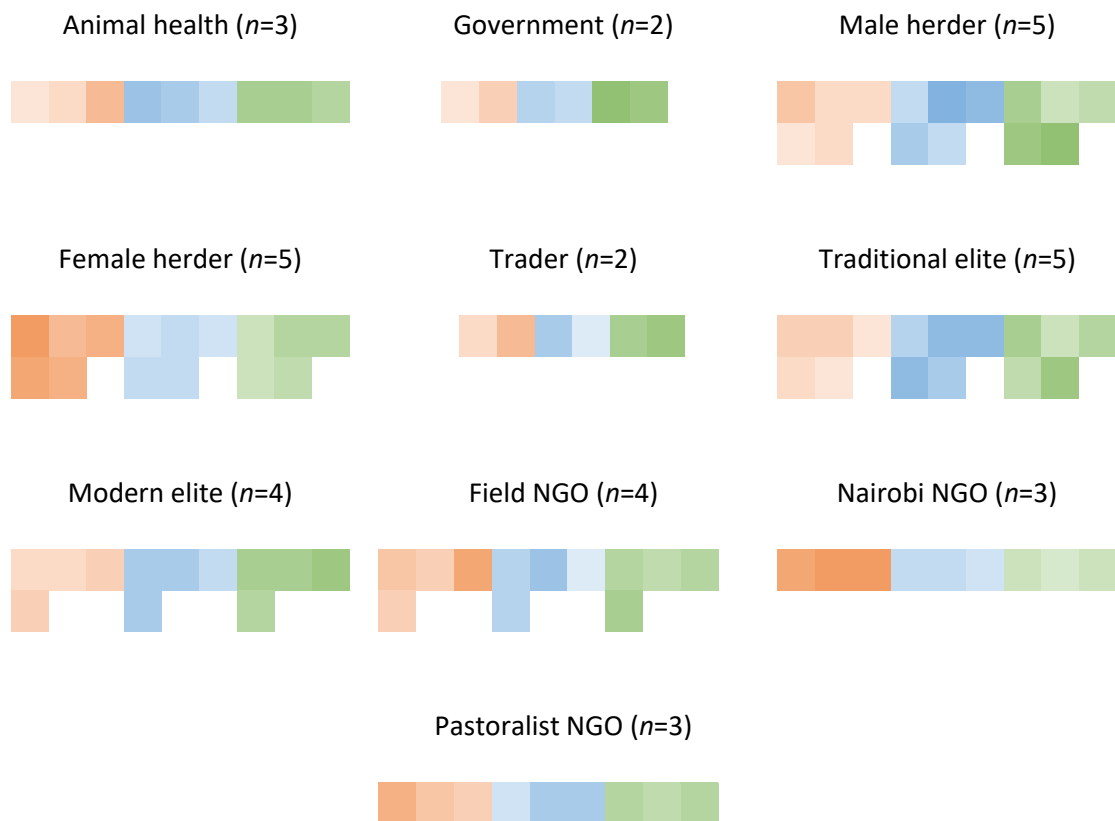 Animal health (n=3)
Government (n=2)
Male herder (n=5)
Female herder (n=5)
Trader (n=2)
Traditional elite (n=5)
Modern elite (n=4)
Field NGO (n=4)
Nairobi NGO (n=3)
Pastoralist NGO (n=3)